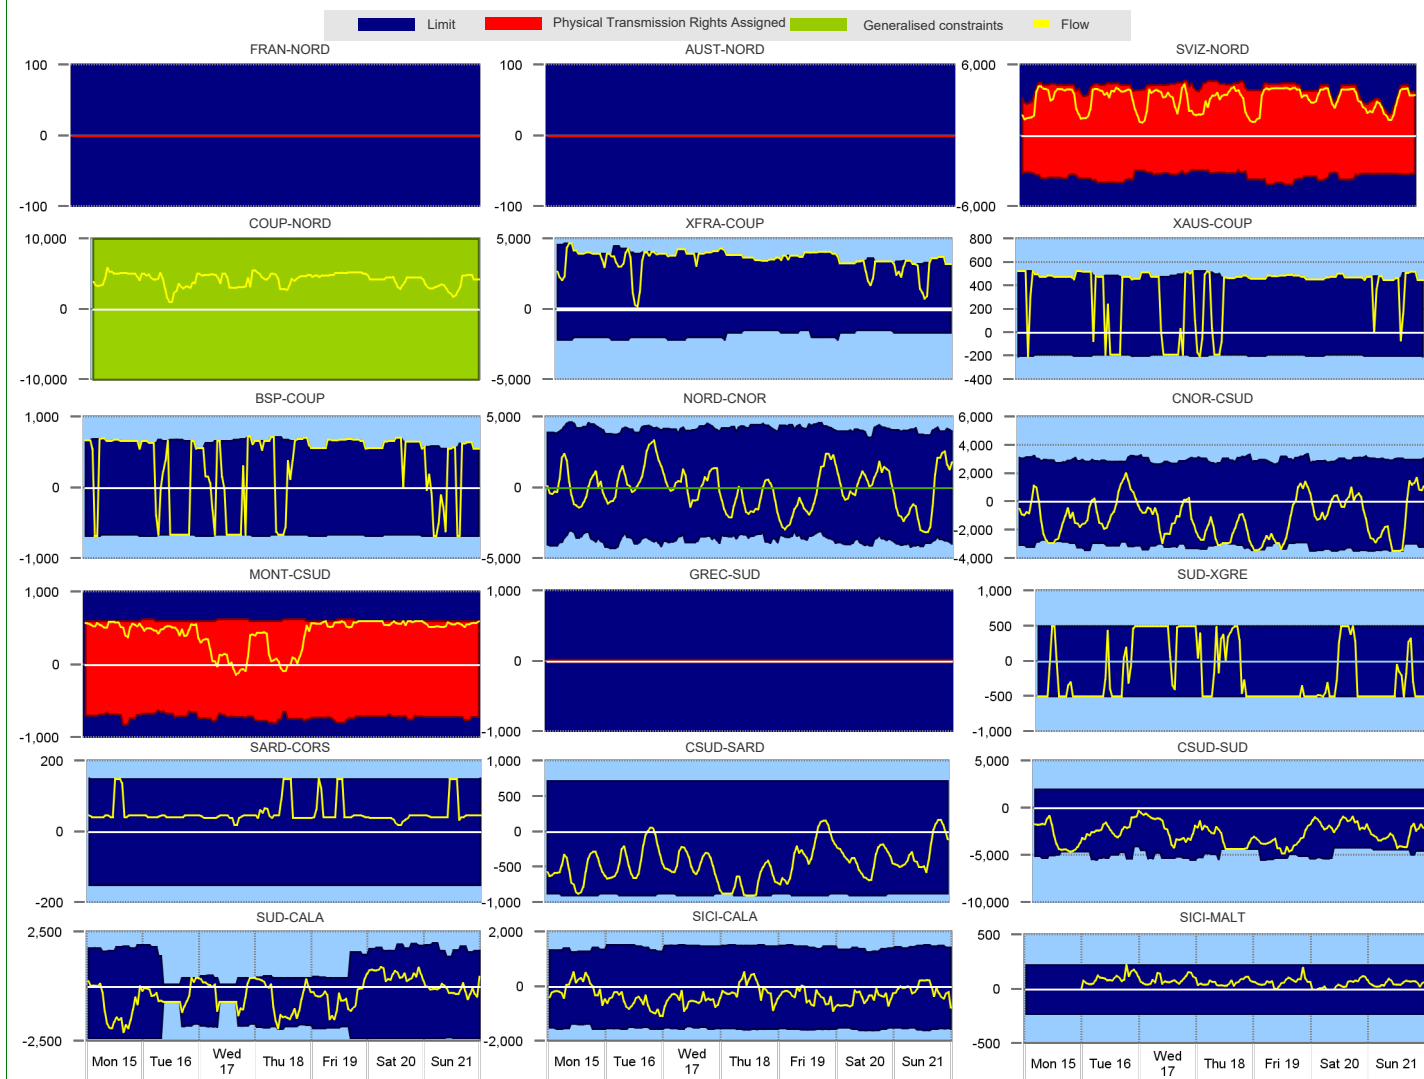 Limit Physical Transmission Rights Assigned Generalised constraints Flow
FRAN-NORD AUST-NORD SVIZ-NORD
100 100 6,000
0 0 0
-100 -100 -6,000
COUP-NORD XFRA-COUP XAUS-COUP
10,000 5,000 800
600
400
200
0 0 0
-200
-10,000 -5,000 -400
BSP-COUP NORD-CNOR CNOR-CSUD
1,000 5,000 6,000
4,000
2,000
0 0 0
-2,000
-1,000 -5,000 -4,000
MONT-CSUD GREC-SUD SUD-XGRE
1,000 1,000 1,000
500
0 0 0
-500
-1,000 -1,000 -1,000
SARD-CORS CSUD-SARD CSUD-SUD
200 1,000 5,000
500
0 0 0
-500 -5,000
-200 -1,000 -10,000
SUD-CALA SICI-CALA SICI-MALT
2,500 2,000 500
0 0 0
-2,500 -2,000 -500
Mon 15 Tue 16 Wed 17 Thu 18 Fri 19 Sat 20 Sun 21 Mon 15 Tue 16 Wed 17 Thu 18 Fri 19 Sat 20 Sun 21 Mon 15 Tue 16 Wed 17 Thu 18 Fri 19 Sat 20 Sun 21